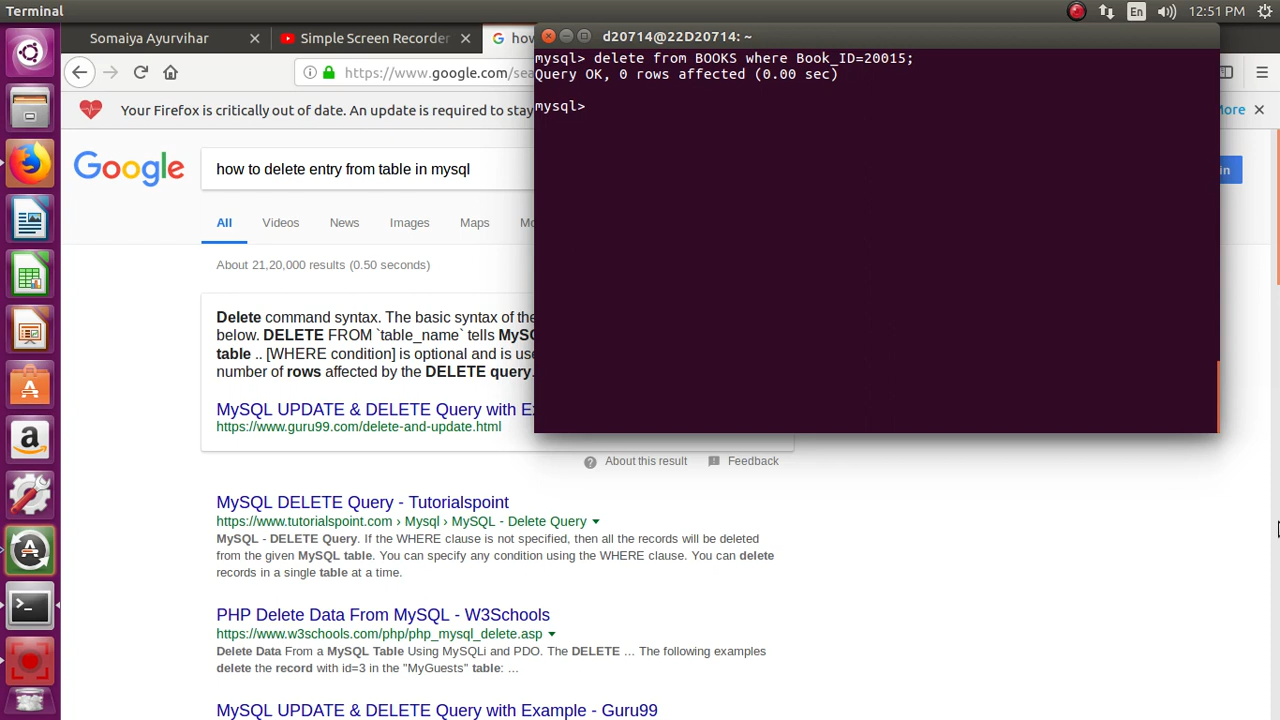 Terminal
En
12:51 PM
Somaiya Ayurvihar
Simple Screen Recorder
G
d20714@22D20714: ~
https://www.google.com/sea
Your Firefox is critically out of date. An update is required to stay
More
mysql> delete from BOOKS where Book_ID=20015;
Query OK, 0 rows affected (0.00 sec)
mysql>
Google
how to delete entry from table in mysql
in
All
Videos
News
Images
Maps
About 21,20,000 results (0.50 seconds)
Delete command syntax. The basic syntax of the
below. DELETE FROM `table_name` tells
table .. [WHERE condition] is optional and is
number of rows affected by the DELETE query.
MySQL UPDATE & DELETE Query with
https://www.guru99.com/delete-and-update.html
About this result
Feedback
MySQL DELETE Query - Tutorialspoint
https://www.tutorialspoint.com › Mysql › MySQL - Delete Query
MySQL - DELETE Query. If the WHERE clause is not specified, then all the records will be deleted
from the given MySQL table. You can specify any condition using the WHERE clause. You can delete
records in a single table at a time.
PHP Delete Data From MySQL - W3Schools
https://www.w3schools.com/php/php_mysql_delete.asp
Delete Data From a MySQL Table Using MySQLi and PDO. The DELETE ... The following examples
delete the record with id=3 in the "MyGuests" table: ...
MySQL UPDATE & DELETE Query with Example - Guru99